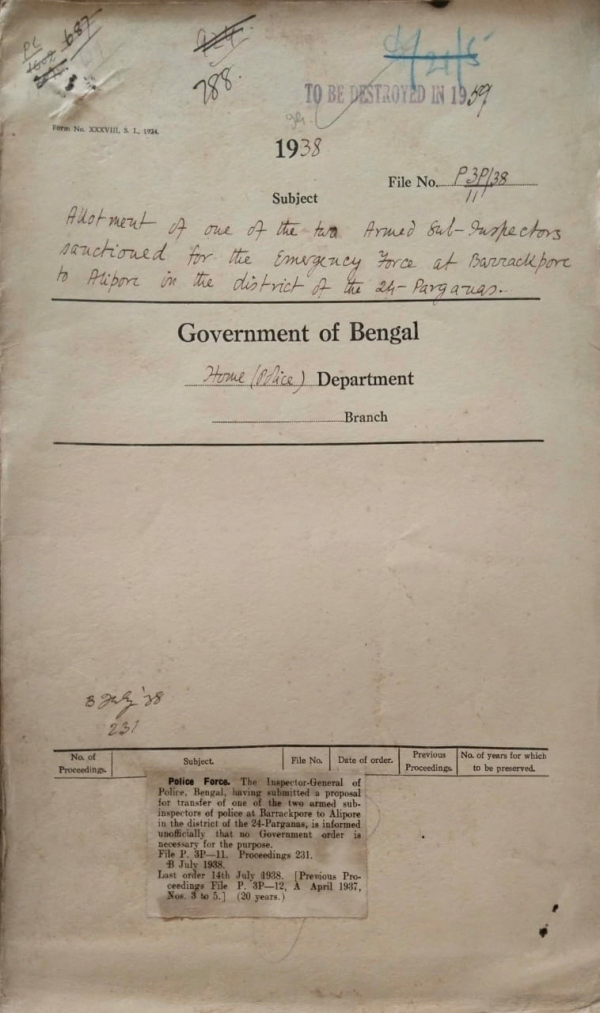 687
288.
TO BE DESTROYED IN 1959
Form No. XXXVIII, S. I., 1934.
1938
File No. P 3P/38
11
Subject
Allotment of one of the two Armed Sub-Inspectors
sanctioned for the Emergency Force at Barrackpore
to Alipore in the district of the 24-Parganas.
Government of Bengal
Home (Police) Department
Branch
B July '38
231
No. of
Proceedings.
Subject.
File No.
Date of order.
Previous
Proceedings.
No. of years for which
to be preserved.
Police Force. The Inspector-General of
Police, Bengal, having submitted a proposal
for transfer of one of the two armed sub-
inspectors of police at Barrackpore to Alipore
in the district of the 24-Parganas, is informed
unofficially that no Government order is
necessary for the purpose.
File P. 3P—11. Proceedings 231.
B July 1938.
Last order 14th July 1938. [Previous Pro-
ceedings File P. 3P—12, A April 1937,
Nos. 3 to 5.] (20 years.)